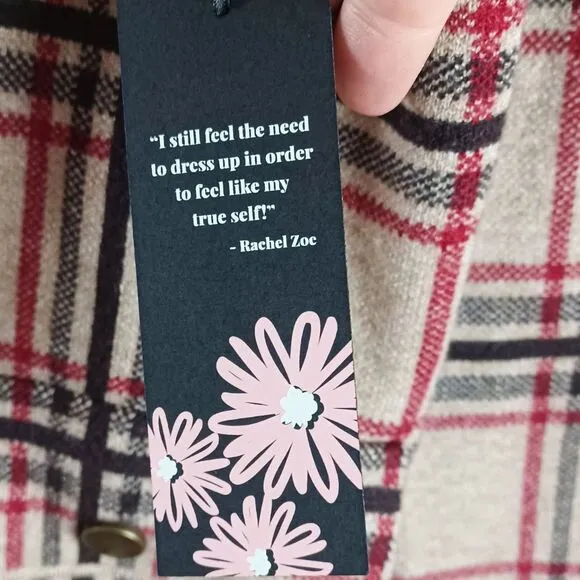 “I still feel the need
to dress up in order
to feel like my
true self!”
- Rachel Zoe